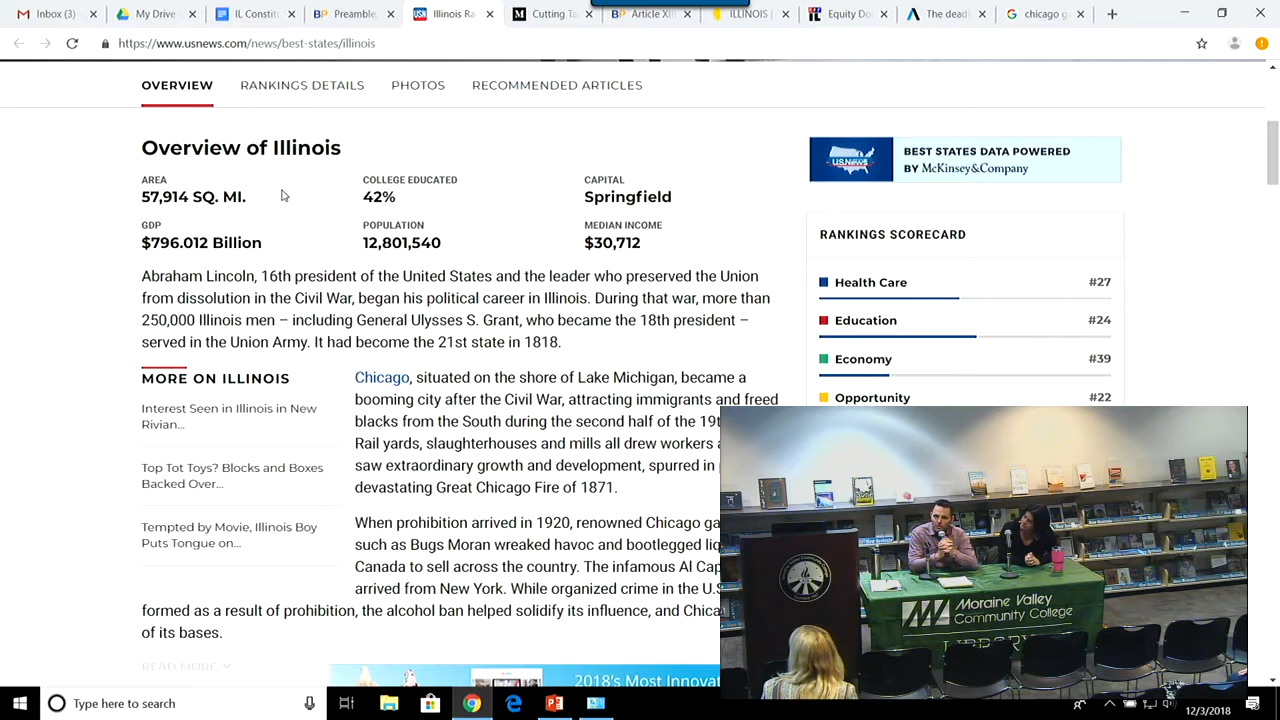 Inbox (3) -
My Drive
IL Constit
Preamble,
Illinois Ra
Cutting Ta
Article XII
ILLINOIS
Equity Do
The dead
chicago g
https://www.usnews.com/news/best-states/illinois
OVERVIEW
RANKINGS DETAILS
PHOTOS
RECOMMENDED ARTICLES
Overview of Illinois
AREA
57,914 SQ. MI.
COLLEGE EDUCATED
42%
CAPITAL
Springfield
GDP
$796.012 Billion
POPULATION
12,801,540
MEDIAN INCOME
$30,712
BEST STATES DATA POWERED
BY McKinsey&Company
RANKINGS SCORECARD
Health Care #27
Education #24
Economy #39
Opportunity #22
Abraham Lincoln, 16th president of the United States and the leader who preserved the Union
from dissolution in the Civil War, began his political career in Illinois. During that war, more than
250,000 Illinois men – including General Ulysses S. Grant, who became the 18th president –
served in the Union Army. It had become the 21st state in 1818.
MORE ON ILLINOIS
Interest Seen in Illinois in New
Rivian...
Top Tot Toys? Blocks and Boxes
Backed Over...
Tempted by Movie, Illinois Boy
Puts Tongue on...
Chicago, situated on the shore of Lake Michigan, became a
booming city after the Civil War, attracting immigrants and freed
blacks from the South during the second half of the 19t
Rail yards, slaughterhouses and mills all drew workers a
saw extraordinary growth and development, spurred in
devastating Great Chicago Fire of 1871.
When prohibition arrived in 1920, renowned Chicago ga
such as Bugs Moran wreaked havoc and bootlegged liq
Canada to sell across the country. The infamous Al Cap
arrived from New York. While organized crime in the U.S
formed as a result of prohibition, the alcohol ban helped solidify its influence, and Chica
of its bases.
READ MORE
2018's Most Innovat
Moraine Valley
Community College
LIBRARY
Type here to search
12/3/2018